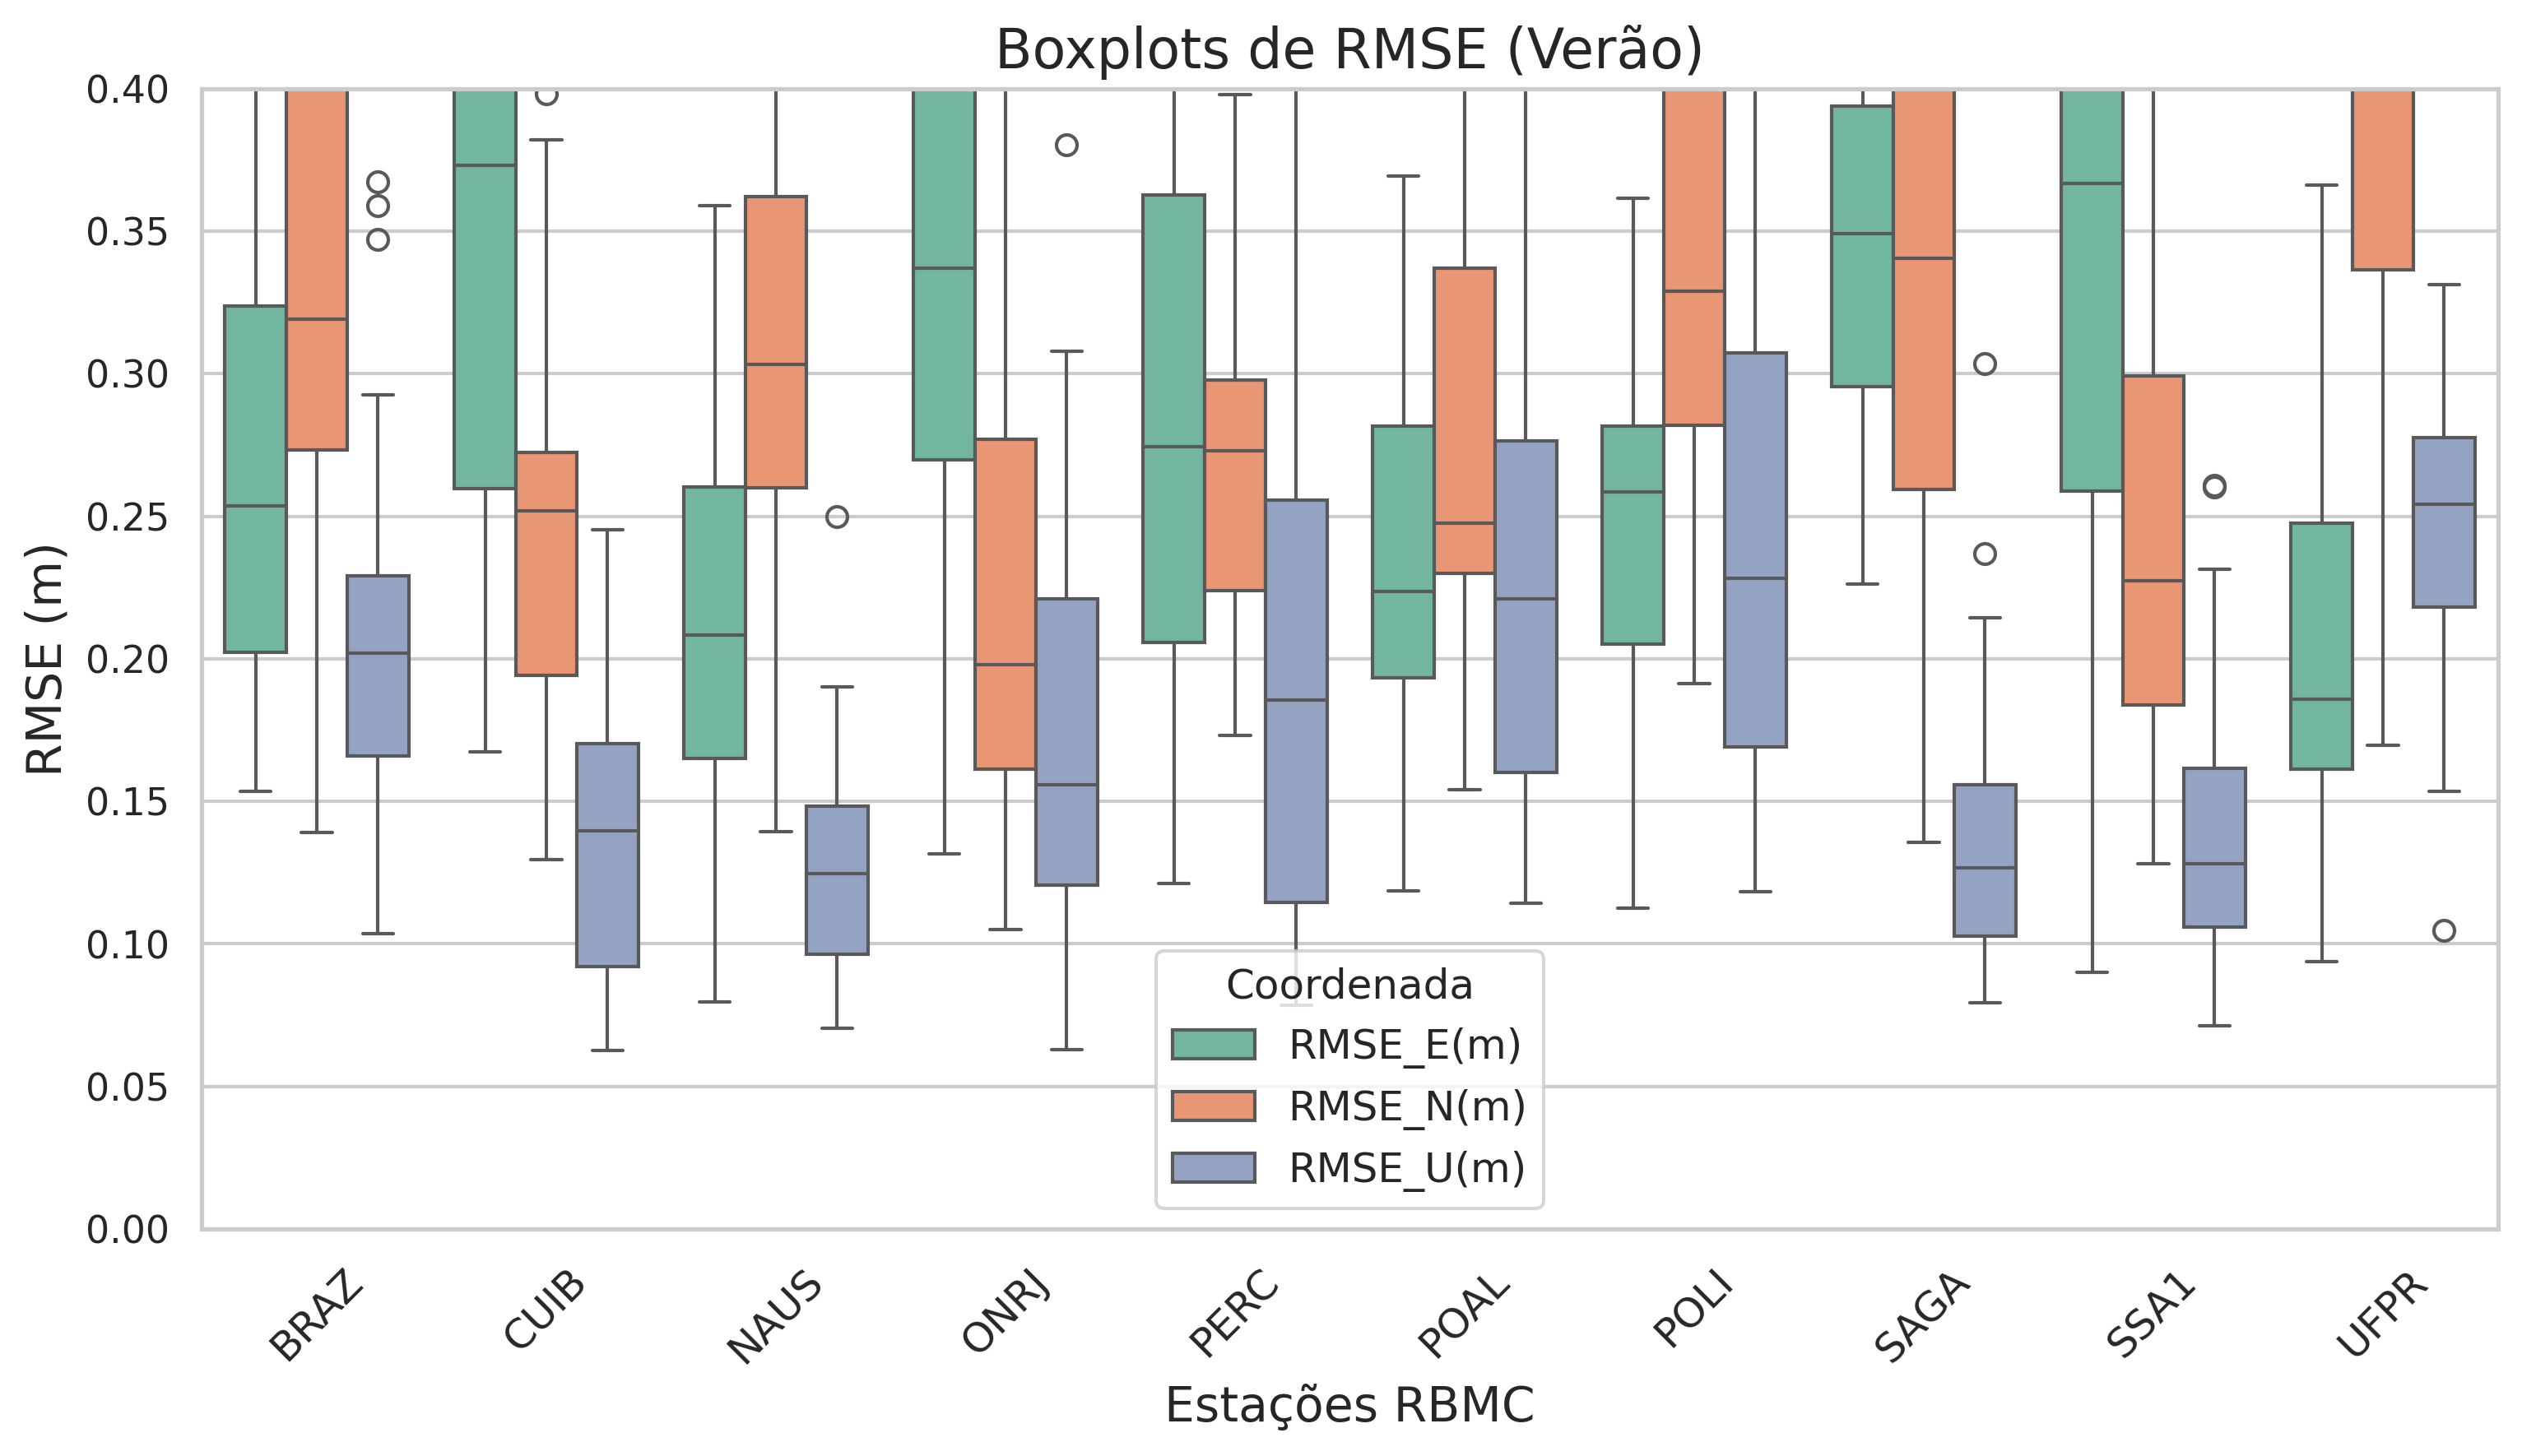 Boxplots de RMSE (Verão)
0.40
0.35
0.30
0.25
0.20
0.15
0.10
0.05
0.00
RMSE (m)
Coordenada
RMSE_E(m)
RMSE_N(m)
RMSE_U(m)
BRAZ
CUIB
NAUS
ONRJ
PERC
POAL
POLI
SAGA
SSA1
UFPR
Estações RBMC